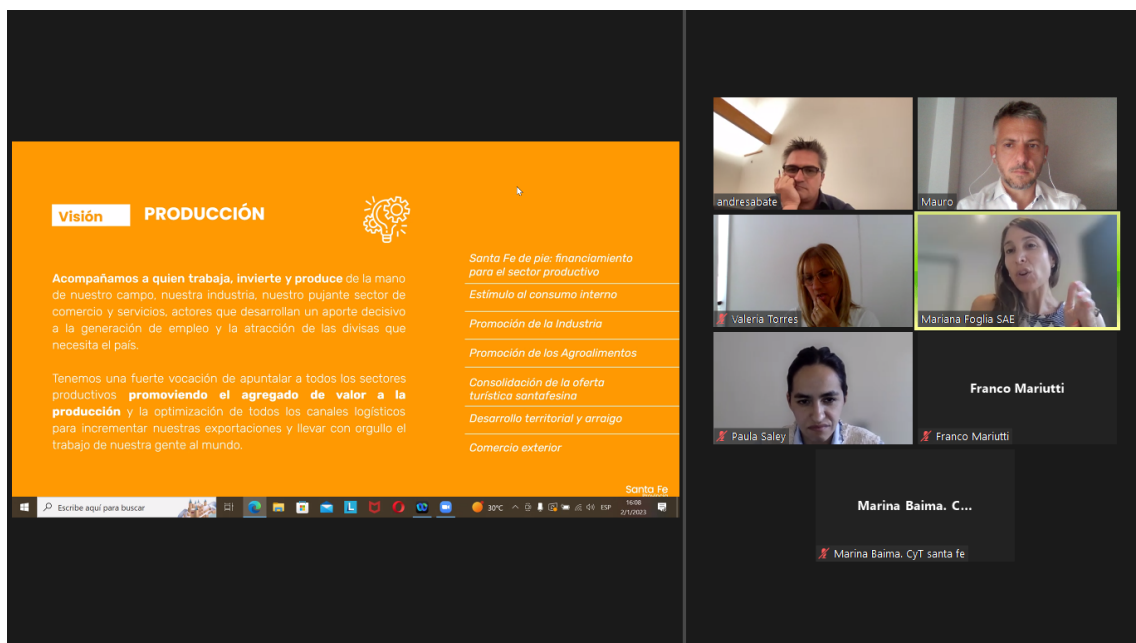 Visión
PRODUCCIÓN
Acompañamos a quien trabaja, invierte y produce de la mano
de nuestro campo, nuestra industria, nuestro pujante sector de
comercio y servicios, actores que desarrollan un aporte decisivo
a la generación de empleo y la atracción de las divisas que
necesita el país.
Tenemos una fuerte vocación de apuntalar a todos los sectores
productivos promoviendo el agregado de valor a la
producción y la optimización de todos los canales logísticos
para incrementar nuestras exportaciones y llevar con orgullo el
trabajo de nuestra gente al mundo.
Santa Fe de pie: financiamiento
para el sector productivo
Estímulo al consumo interno
Promoción de la Industria
Promoción de los Agroalimentos
Consolidación de la oferta
turística santafesina
Desarrollo territorial y arraigo
Comercio exterior
Santa Fe
Escribe aquí para buscar
L
30°C
ESP
16:08
2/1/2023
andresabate
Mauro
Valeria Torres
Mariana Foglia SAE
Paula Saley
Franco Mariutti
Franco Mariutti
Marina Baima. C...
Marina Baima. CyT santa fe